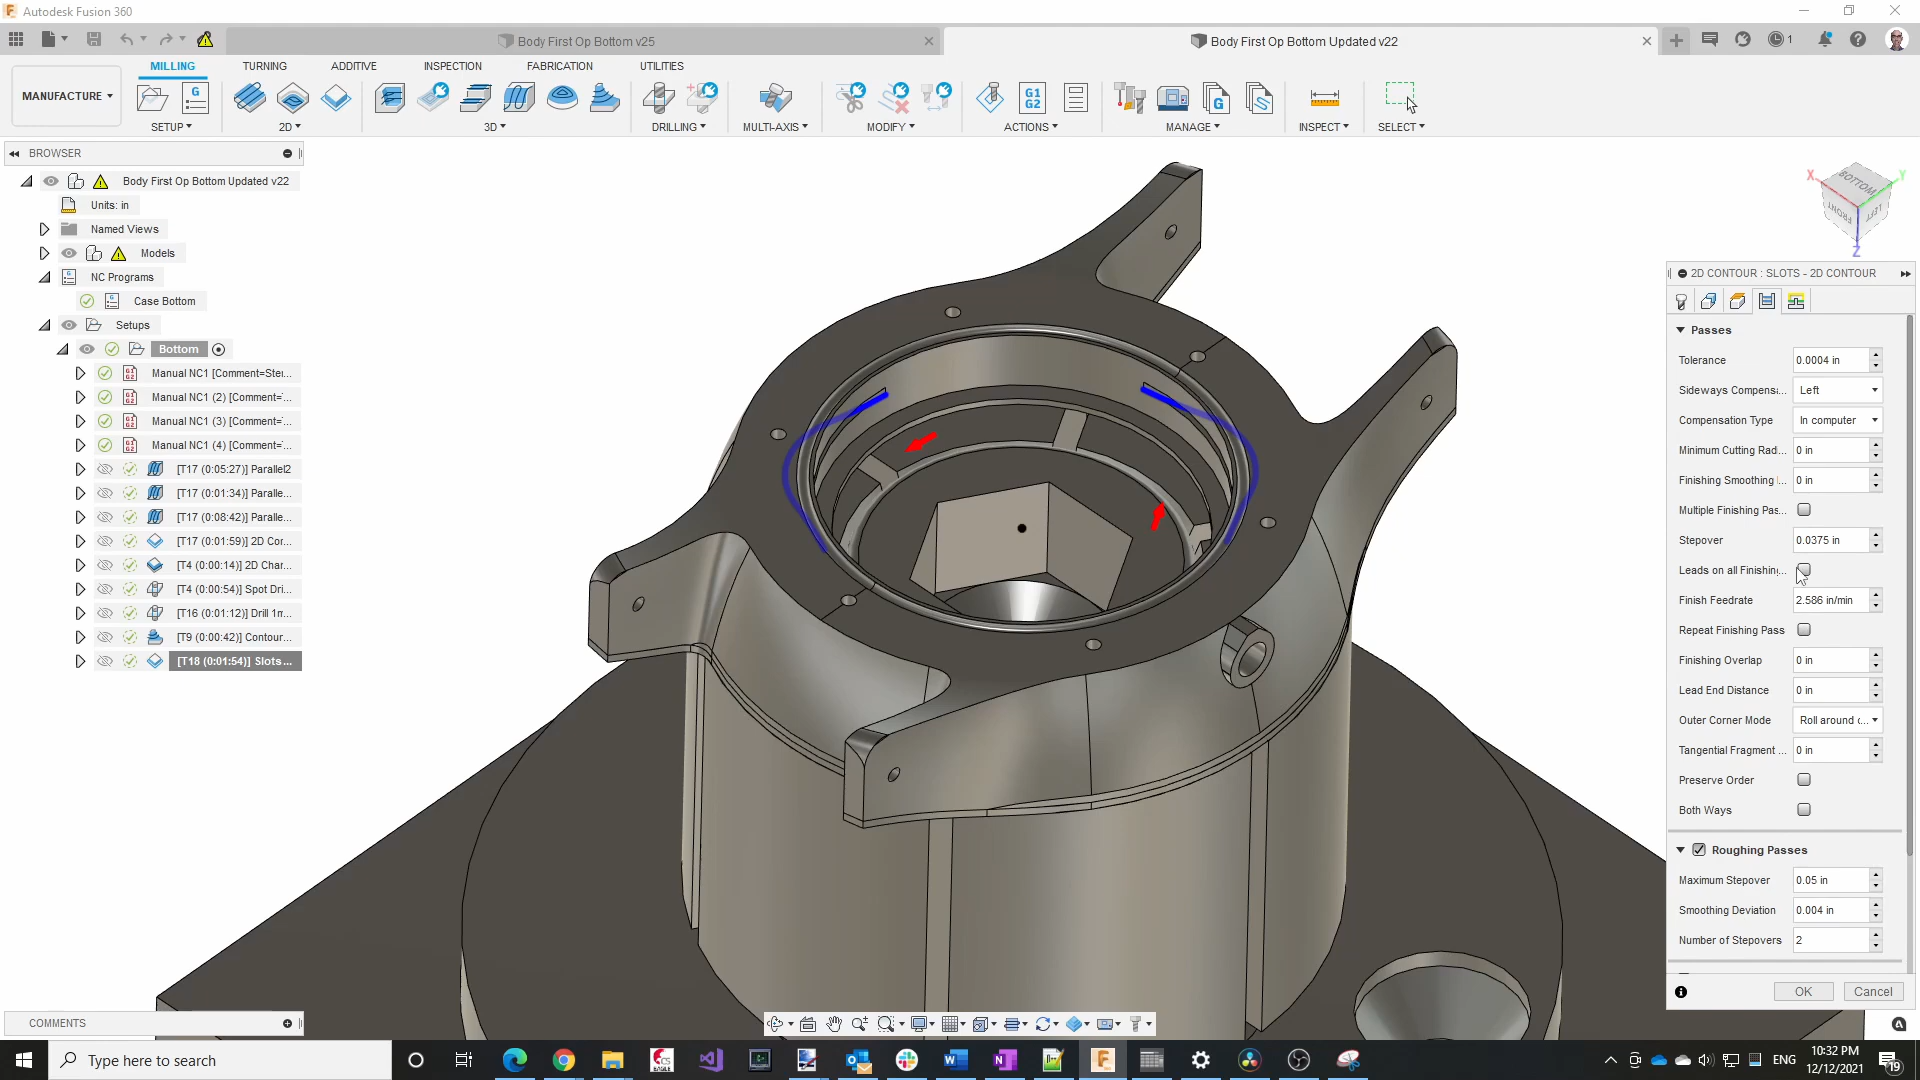 Autodesk Fusion 360
Body First Op Bottom v25
Body First Op Bottom Updated v22
1
MANUFACTURE
MILLING
TURNING
ADDITIVE
INSPECTION
FABRICATION
UTILITIES
SETUP
2D
3D
DRILLING
MULTI-AXIS
MODIFY
ACTIONS
MANAGE
INSPECT
SELECT
G1
G2
BROWSER
Body First Op Bottom Updated v22
Units: in
Named Views
Models
NC Programs
Case Bottom
Setups
Bottom
Manual NC1 [Comment=Ste...
Manual NC1 (2) [Comment=...
Manual NC1 (3) [Comment=...
Manual NC1 (4) [Comment=...
[T17 (0:05:27)] Parallel2
[T17 (0:01:34)] Paralle...
[T17 (0:08:42)] Paralle...
[T17 (0:01:59)] 2D Con...
[T4 (0:00:14)] 2D Cha...
[T4 (0:00:54)] Spot Dri...
[T16 (0:01:12)] Drill 1m...
[T9 (0:00:42)] Contour...
[T18 (0:01:54)] Slots...
X
Y
Z
BOTTOM
FRONT
LEFT
2D CONTOUR : SLOTS - 2D CONTOUR
Passes
Tolerance 0.0004 in
Sideways Compensa... Left
Compensation Type In computer
Minimum Cutting Rad... 0 in
Finishing Smoothing 0 in
Multiple Finishing Pas...
Stepover 0.0375 in
Leads on all Finishing...
Finish Feedrate 2.586 in/min
Repeat Finishing Pass
Finishing Overlap 0 in
Lead End Distance 0 in
Outer Corner Mode Roll around c...
Tangential Fragment ... 0 in
Preserve Order
Both Ways
Roughing Passes
Maximum Stepover 0.05 in
Smoothing Deviation 0.004 in
Number of Stepovers 2
OK Cancel
COMMENTS
Type here to search
ENG
10:32 PM
12/12/2021
19